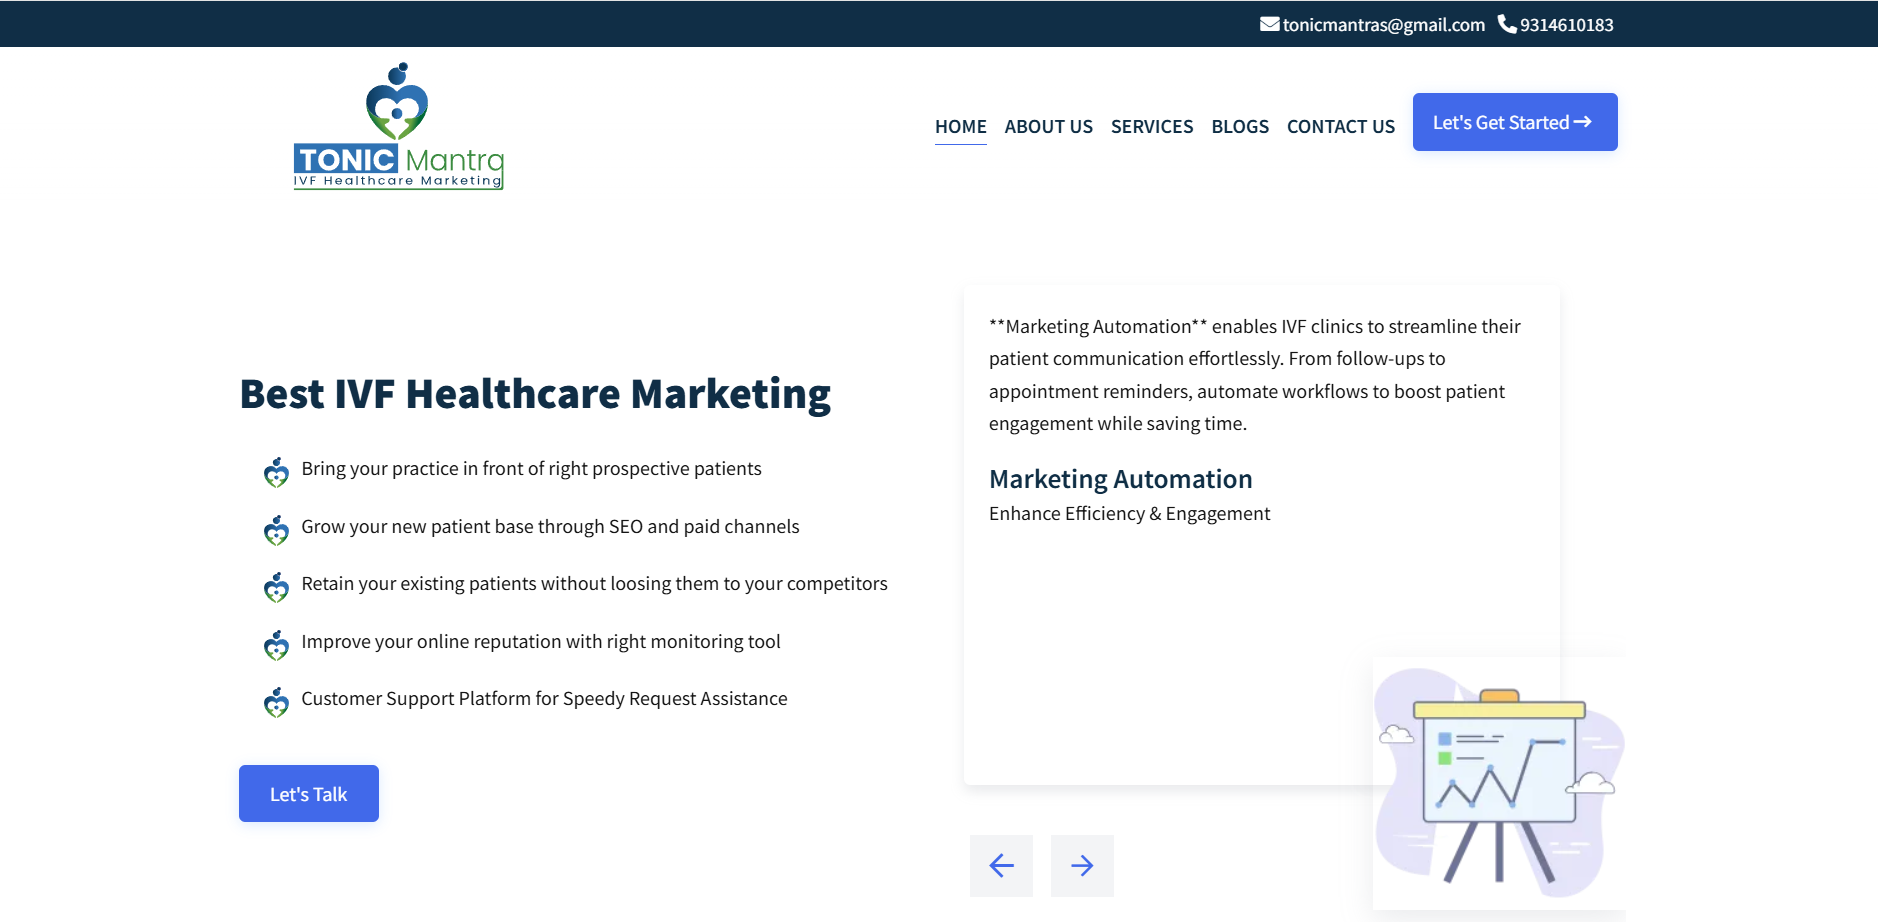 tonicmantras@gmail.com 9314610183
TONIC Mantra
IVF Healthcare Marketing
HOME ABOUT US SERVICES BLOGS CONTACT US Let's Get Started
Best IVF Healthcare Marketing
Bring your practice in front of right prospective patients
Grow your new patient base through SEO and paid channels
Retain your existing patients without loosing them to your competitors
Improve your online reputation with right monitoring tool
Customer Support Platform for Speedy Request Assistance
Let's Talk
**Marketing Automation** enables IVF clinics to streamline their
patient communication effortlessly. From follow-ups to
appointment reminders, automate workflows to boost patient
engagement while saving time.
Marketing Automation
Enhance Efficiency & Engagement